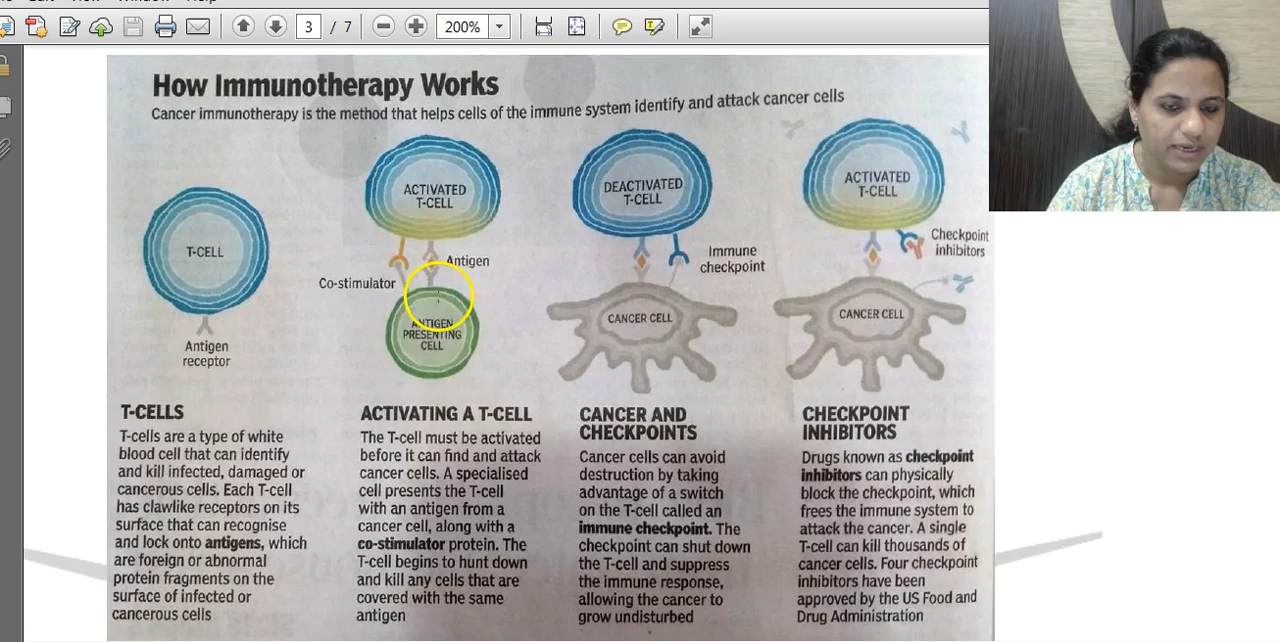 Window Help
3 / 7
200%
How Immunotherapy Works
Cancer immunotherapy is the method that helps cells of the immune system identify and attack cancer cells
T-CELL
Antigen
receptor
ACTIVATED
T-CELL
Antigen
Co-stimulator
ANTIGEN
PRESENTING
CELL
DEACTIVATED
T-CELL
Immune
checkpoint
CANCER CELL
ACTIVATED
T-CELL
Checkpoint
inhibitors
CANCER CELL
T-CELLS
T-cells are a type of white
blood cell that can identify
and kill infected, damaged or
cancerous cells. Each T-cell
has clawlike receptors on its
surface that can recognise
and lock onto antigens, which
are foreign or abnormal
protein fragments on the
surface of infected or
cancerous cells
ACTIVATING A T-CELL
The T-cell must be activated
before it can find and attack
cancer cells. A specialised
cell presents the T-cell
with an antigen from a
cancer cell, along with a
co-stimulator protein. The
T-cell begins to hunt down
and kill any cells that are
covered with the same
antigen
CANCER AND
CHECKPOINTS
Cancer cells can avoid
destruction by taking
advantage of a switch
on the T-cell called an
immune checkpoint. The
checkpoint can shut down
the T-cell and suppress
the immune response,
allowing the cancer to
grow undisturbed
CHECKPOINT
INHIBITORS
Drugs known as checkpoint
inhibitors can physically
block the checkpoint, which
frees the immune system to
attack the cancer. A single
T-cell can kill thousands of
cancer cells. Four checkpoint
inhibitors have been
approved by the US Food and
Drug Administration